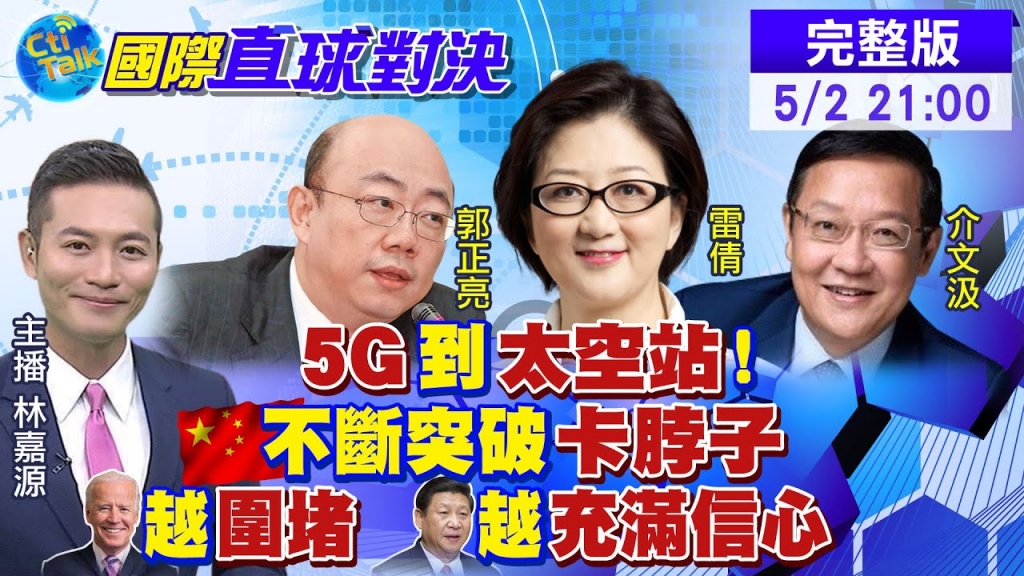 Cti
Talk
國際直球對決
完整版
5/2 21:00
主播 林嘉源
郭正亮
雷倩
介文汲
5G到太空站!
不斷突破卡脖子
越圍堵 越充滿信心